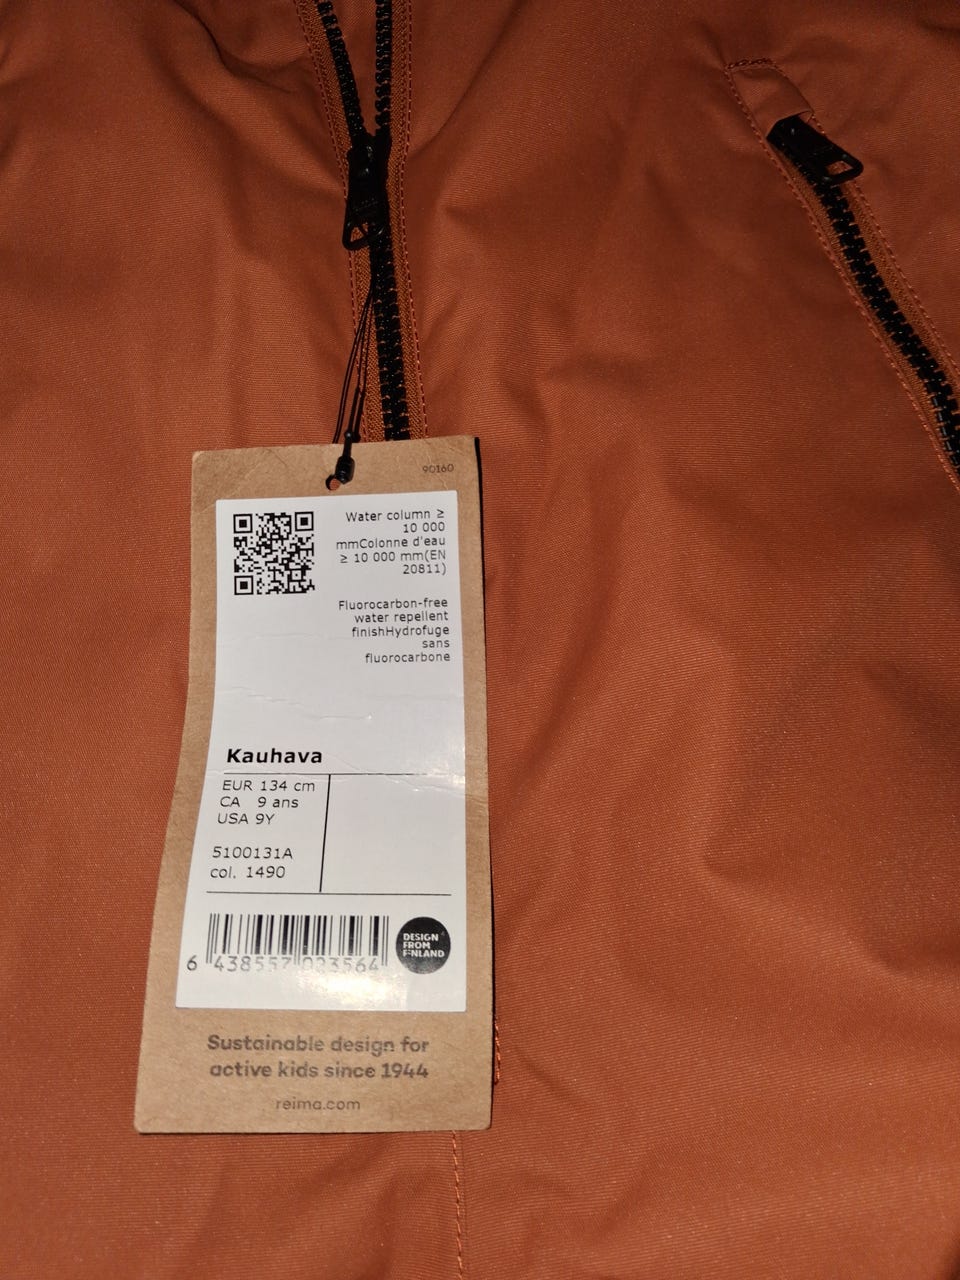 90160
Water column ≥
10 000
mmColonne d'eau
≥ 10 000 mm(EN
20811)
Fluorocarbon-free
water repellent
finishHydrofuge
sans
fluorocarbone
Kauhava
EUR 134 cm
CA 9 ans
USA 9Y
5100131A
col. 1490
6 438557 023564
DESIGN
FROM
FINLAND
Sustainable design for
active kids since 1944
reima.com